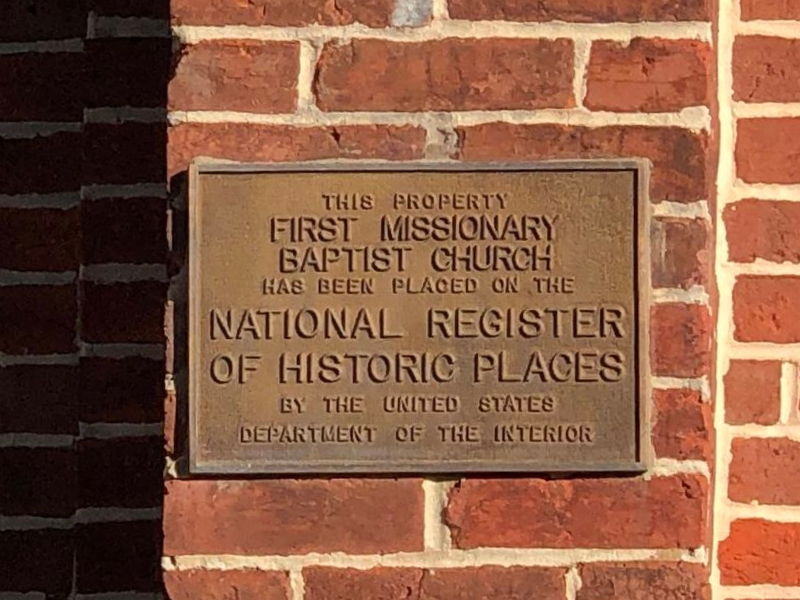 THIS PROPERTY
FIRST MISSIONARY
BAPTIST CHURCH
HAS BEEN PLACED ON THE
NATIONAL REGISTER
OF HISTORIC PLACES
BY THE UNITED STATES
DEPARTMENT OF THE INTERIOR